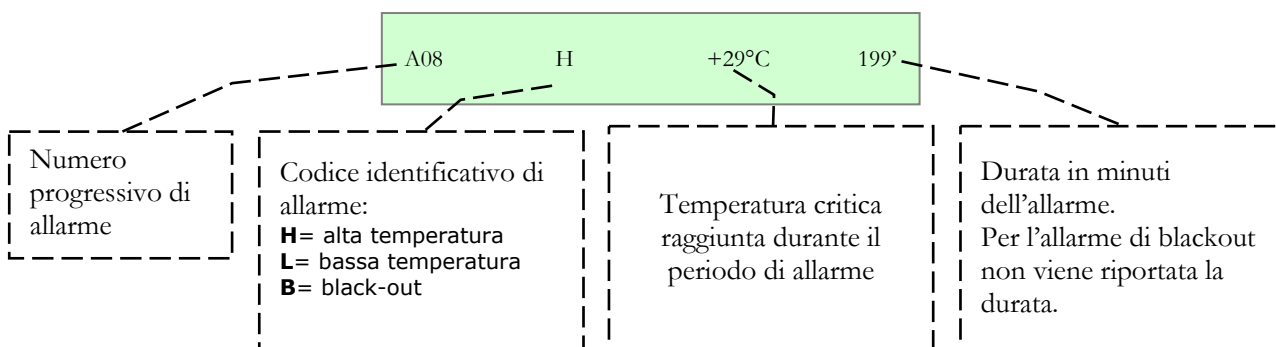 A08 H +29°C 199’
Numero
progressivo di
allarme
Codice identificativo di
allarme:
H= alta temperatura
L= bassa temperatura
B= black-out
Temperatura critica
raggiunta durante il
periodo di allarme
Durata in minuti
dell’allarme.
Per l’allarme di blackout
non viene riportata la
durata.